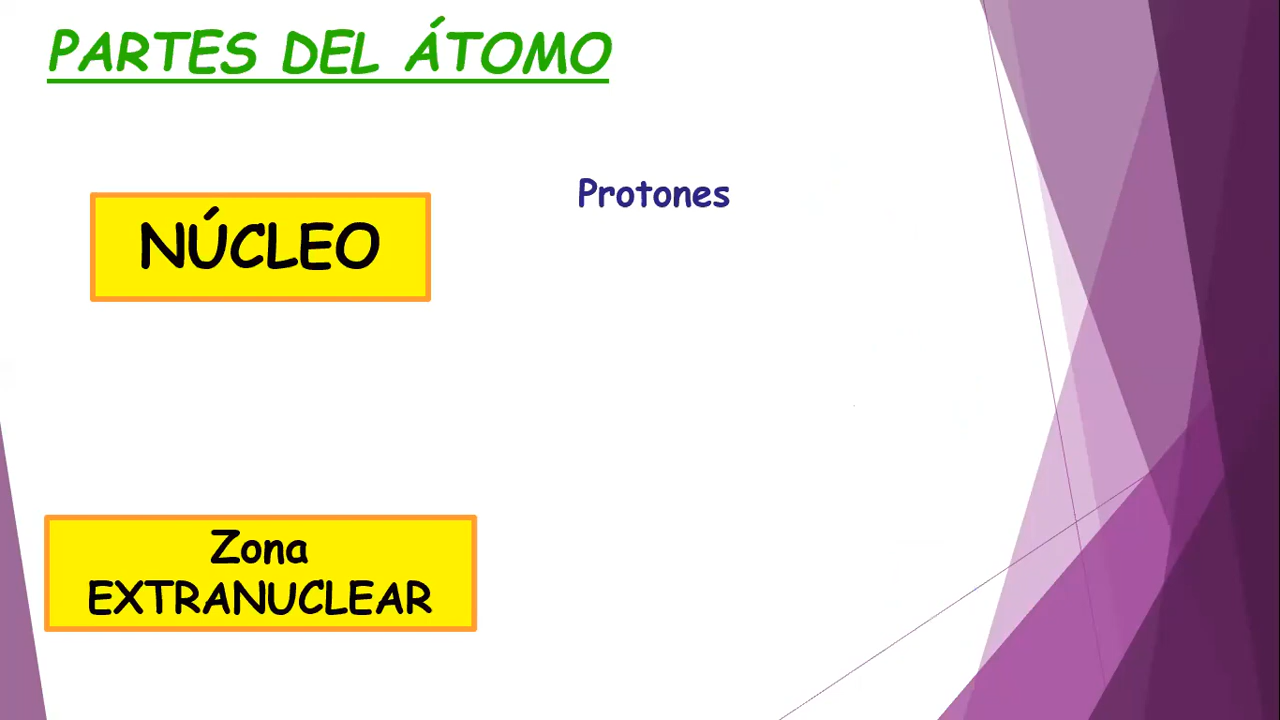 PARTES DEL ÁTOMO
Protones
NÚCLEO
Zona
EXTRANUCLEAR